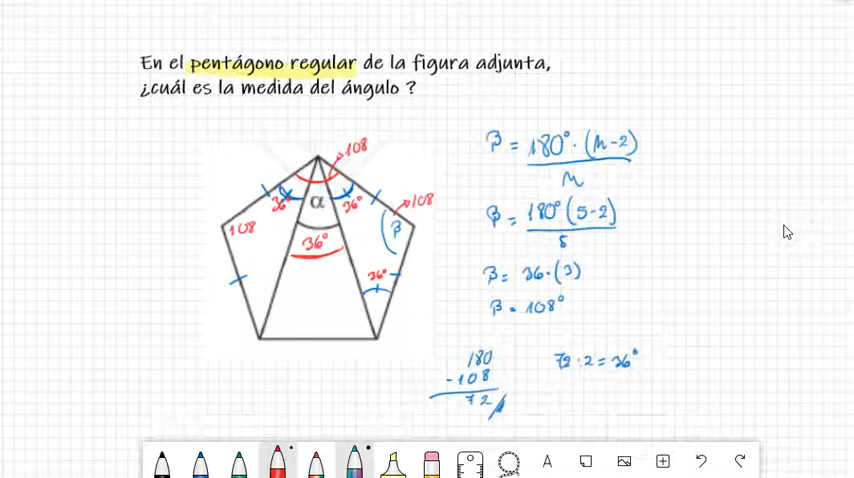 En el pentágono regular de la figura adjunta,
¿cuál es la medida del ángulo ?
108
36°
α
36°
108
108
β
36°
36°
β = 180° · (n-2)
n
β = 180° (5-2)
5
β = 36 · (3)
β = 108°
180
-108
72
72 : 2 = 36°
A